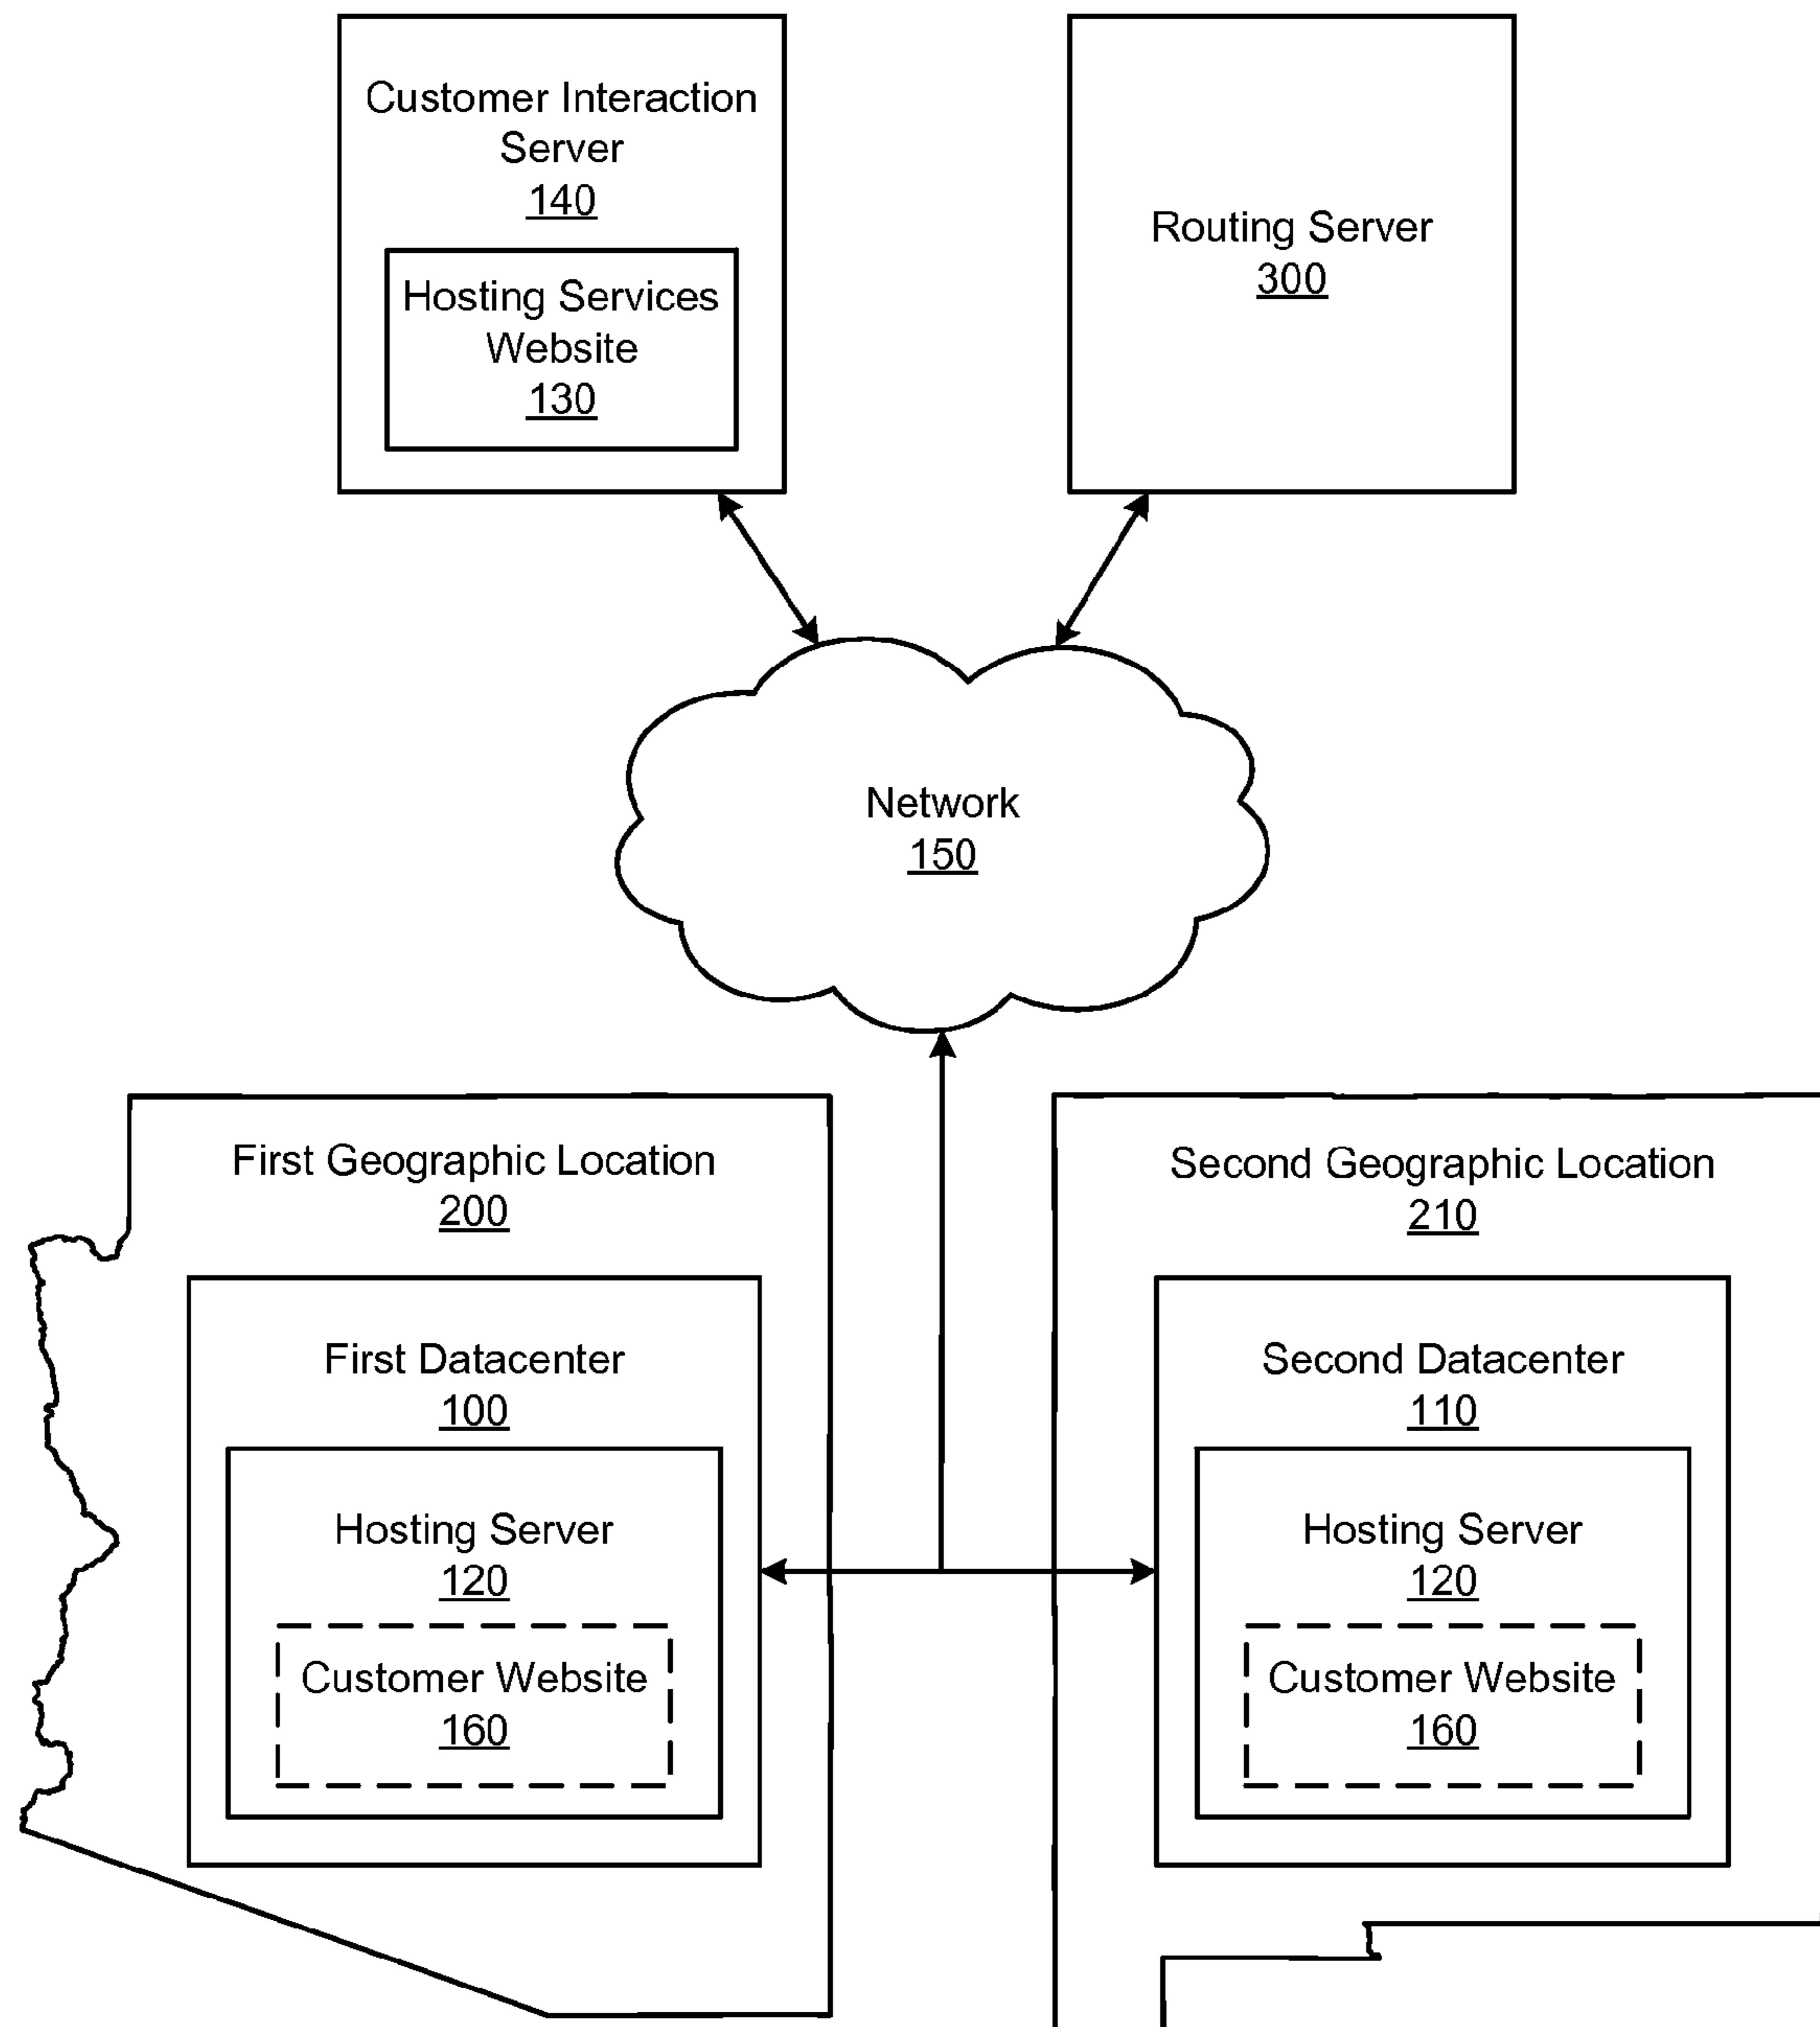 Customer Interaction
Server
140
Hosting Services
Website
130
Routing Server
300
Network
150
First Geographic Location
200
First Datacenter
100
Hosting Server
120
Customer Website
160
Second Geographic Location
210
Second Datacenter
110
Hosting Server
120
Customer Website
160